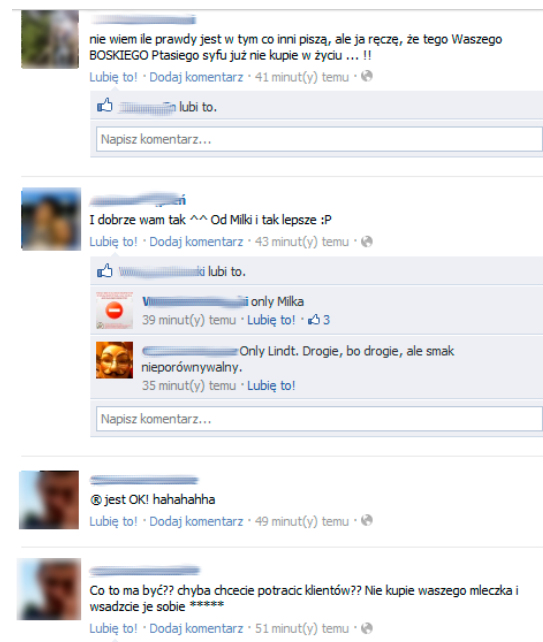 nie wiem ile prawdy jest w tym co inni piszą, ale ja ręczę, że tego Waszego
BOSKIEGO Ptasiego syfu już nie kupie w życiu ... !!
Lubię to! · Dodaj komentarz · 41 minut(y) temu ·
lubi to.
Napisz komentarz...
I dobrze wam tak ^^ Od Milki i tak lepsze :P
Lubię to! · Dodaj komentarz · 43 minut(y) temu ·
lubi to.
only Milka
39 minut(y) temu · Lubię to! · 3
Only Lindt. Drogie, bo drogie, ale smak
nieporównywalny.
35 minut(y) temu · Lubię to!
Napisz komentarz...
® jest OK! hahahahha
Lubię to! · Dodaj komentarz · 49 minut(y) temu ·
Co to ma być?? chyba chcecie potracic klientów?? Nie kupie waszego mleczka i
wsadzcie je sobie *****
Lubię to! · Dodaj komentarz · 51 minut(y) temu ·